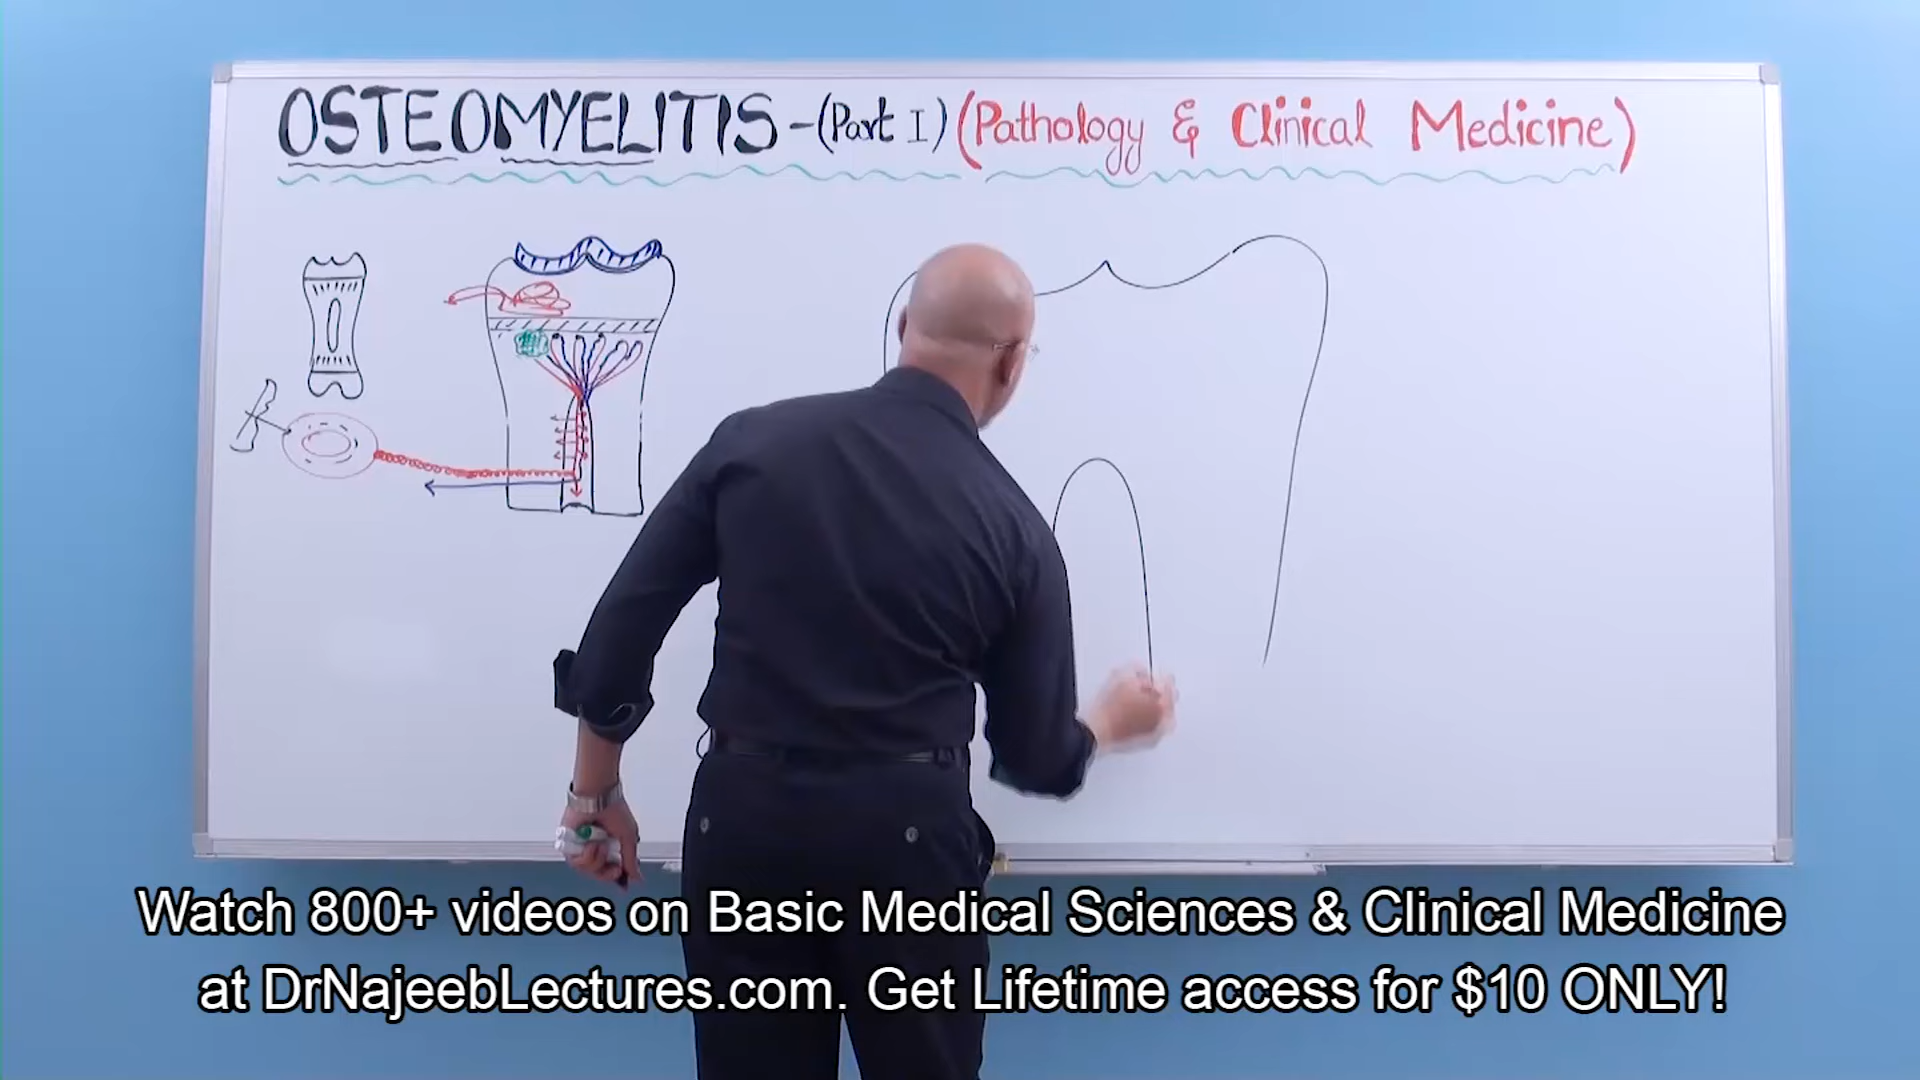 OSTEOMYELITIS - (Part I) (Pathology & Clinical Medicine)
Watch 800+ videos on Basic Medical Sciences & Clinical Medicine
at DrNajeebLectures.com. Get Lifetime access for $10 ONLY!